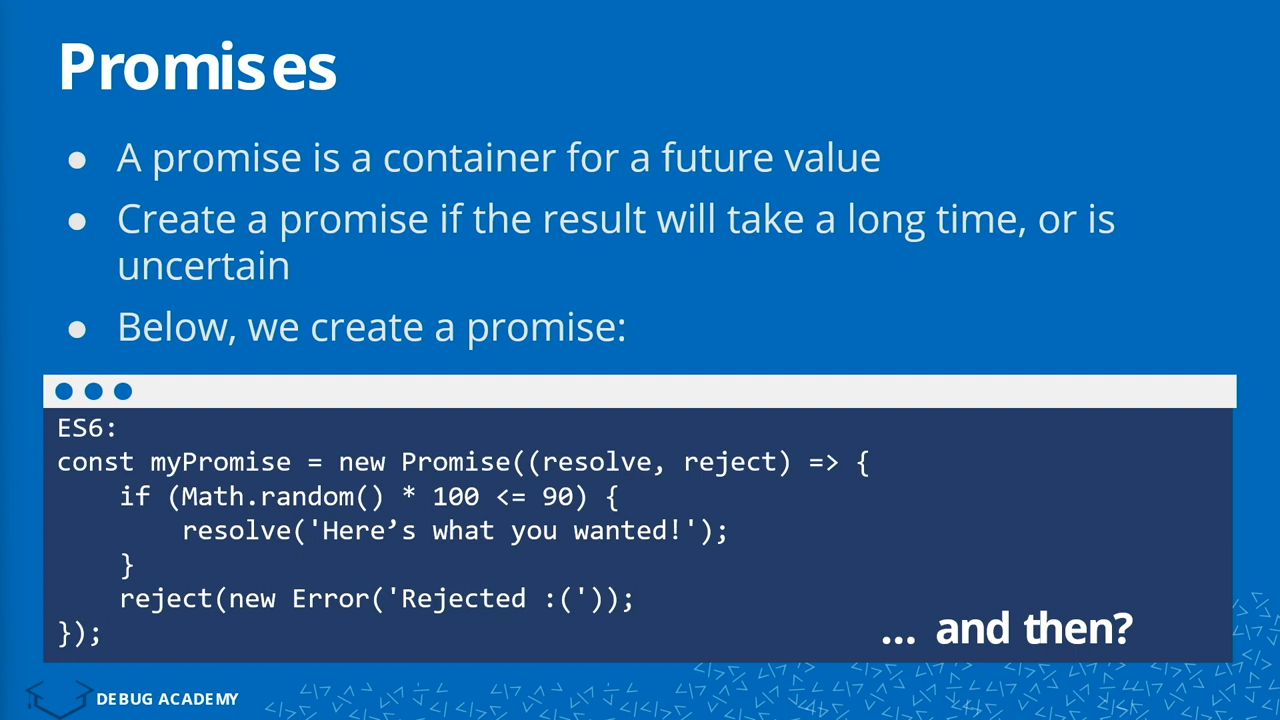 Promises
● A promise is a container for a future value
● Create a promise if the result will take a long time, or is
uncertain
● Below, we create a promise:
ES6:
const myPromise = new Promise((resolve, reject) => {
    if (Math.random() * 100 <= 90) {
        resolve('Here’s what you wanted!');
    }
    reject(new Error('Rejected :('));
});
... and then?
DEBUG ACADEMY